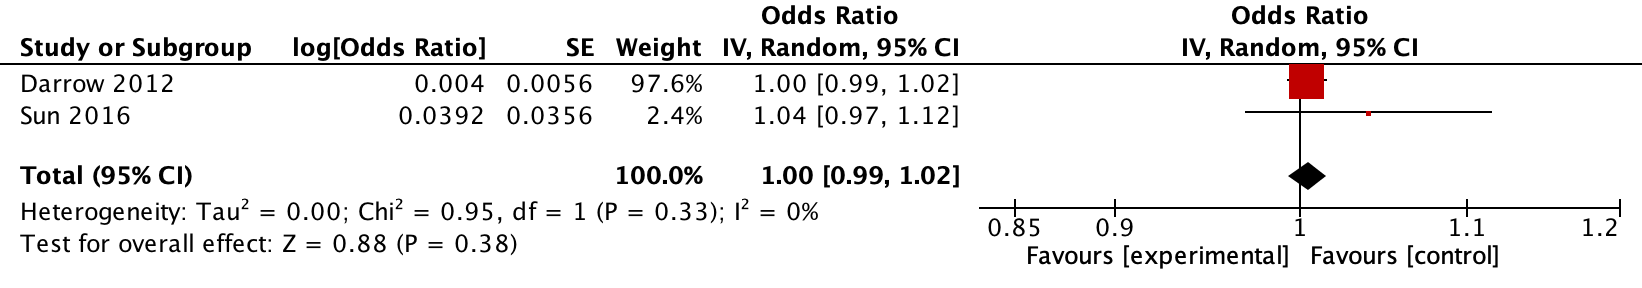 Odds Ratio Odds Ratio
Study or Subgroup log[Odds Ratio] SE Weight IV, Random, 95% CI IV, Random, 95% CI
Darrow 2012 0.004 0.0056 97.6% 1.00 [0.99, 1.02]
Sun 2016 0.0392 0.0356 2.4% 1.04 [0.97, 1.12]
Total (95% CI) 100.0% 1.00 [0.99, 1.02]
Heterogeneity: Tau² = 0.00; Chi² = 0.95, df = 1 (P = 0.33); I² = 0%
Test for overall effect: Z = 0.88 (P = 0.38)
0.85 0.9 1 1.1 1.2
Favours [experimental] Favours [control]